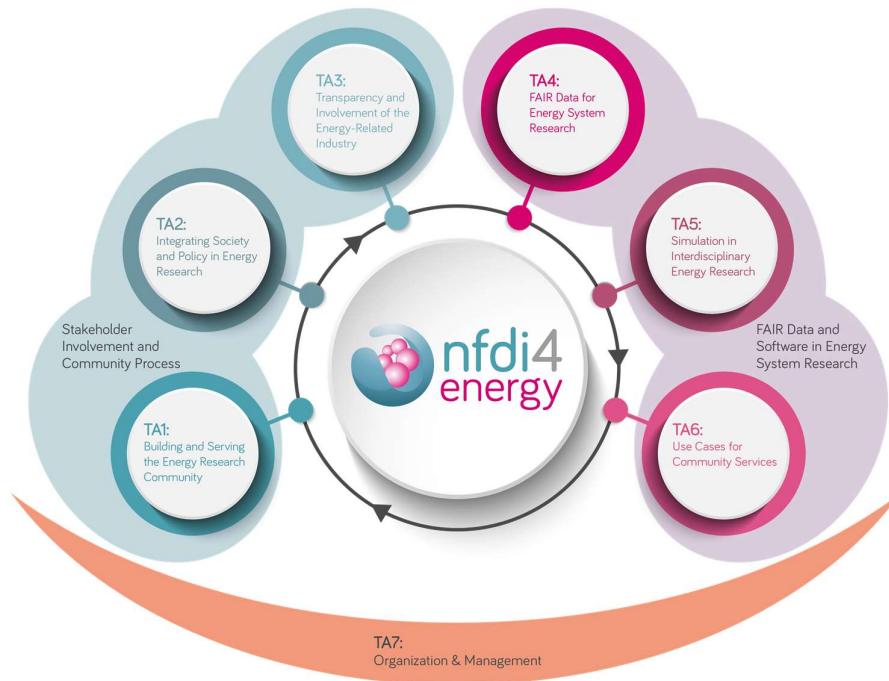 TA3:
Transparency and
Involvement of the
Energy-Related
Industry
TA4:
FAIR Data for
Energy System
Research
TA2:
Integrating Society
and Policy in Energy
Research
TA5:
Simulation in
Interdisciplinary
Energy Research
Stakeholder
Involvement and
Community Process
nfdi4
energy
FAIR Data and
Software in Energy
System Research
TA1:
Building and Serving
the Energy Research
Community
TA6:
Use Cases for
Community Services
TA7:
Organization & Management